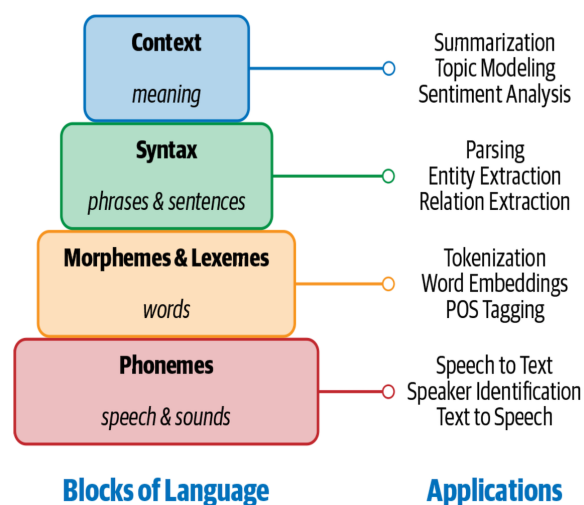 Context
meaning
Summarization
Topic Modeling
Sentiment Analysis
Syntax
phrases & sentences
Parsing
Entity Extraction
Relation Extraction
Morphemes & Lexemes
words
Tokenization
Word Embeddings
POS Tagging
Phonemes
speech & sounds
Speech to Text
Speaker Identification
Text to Speech
Blocks of Language
Applications